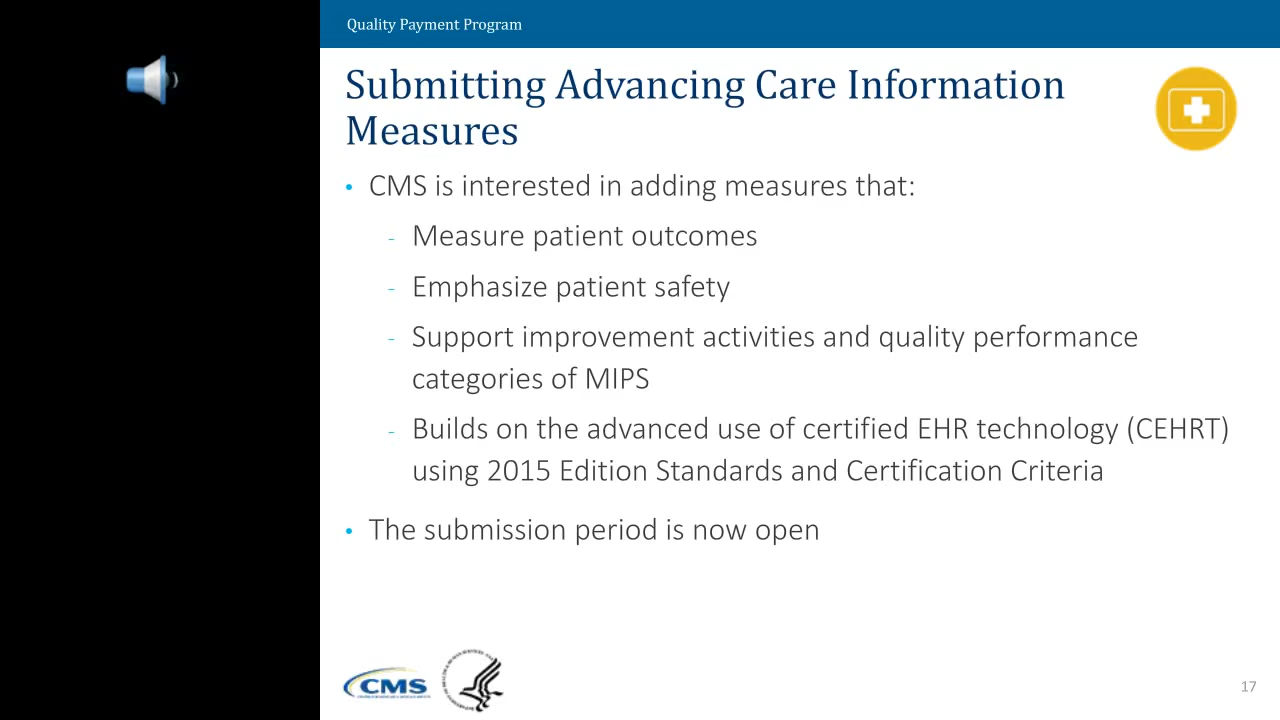 Quality Payment Program
Submitting Advancing Care Information
Measures
• CMS is interested in adding measures that:
- Measure patient outcomes
- Emphasize patient safety
- Support improvement activities and quality performance
categories of MIPS
- Builds on the advanced use of certified EHR technology (CEHRT)
using 2015 Edition Standards and Certification Criteria
• The submission period is now open
CMS
17